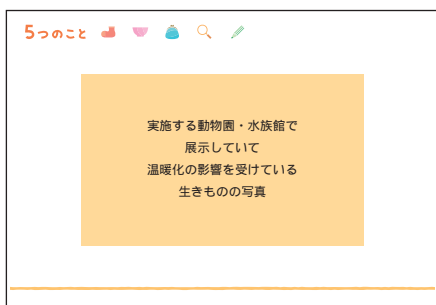 5つのこと
実施する動物園・水族館で
展示していて
温暖化の影響を受けている
生きものの写真